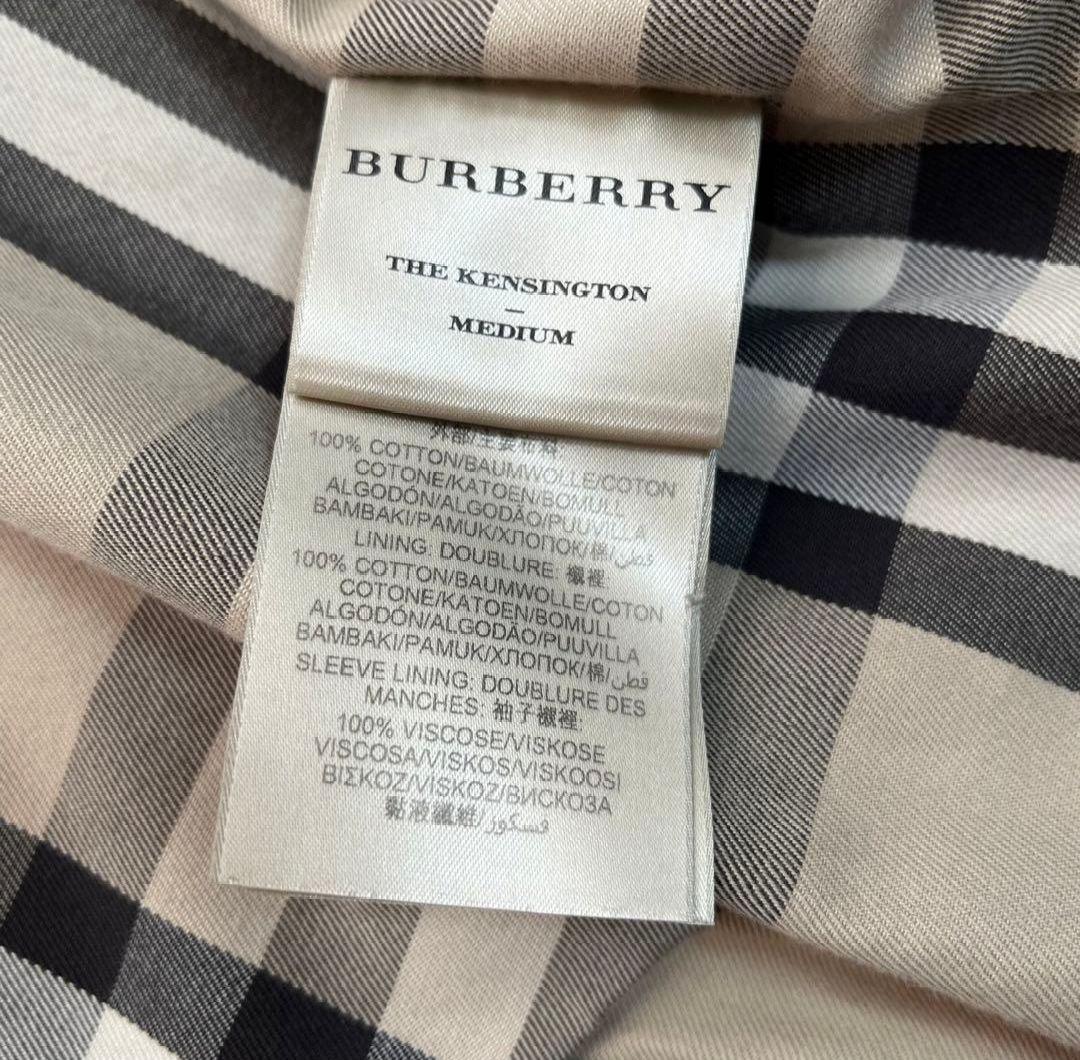 BURBERRY
THE KENSINGTON
–
MEDIUM
100% COTTON/BAUMWOLLE/COTON
COTONE/KATOEN/BOMULL
ALGODÓN/ALGODÃO/PUUVILLA
BAMBAKI/PAMUK/ХЛОПОК/棉/قطن
LINING: DOUBLURE: 襯裡:
100% COTTON/BAUMWOLLE/COTON
COTONE/KATOEN/BOMULL
ALGODÓN/ALGODÃO/PUUVILLA
BAMBAKI/PAMUK/ХЛОПОК/棉/قطن
SLEEVE LINING: DOUBLURE DES
MANCHES: 袖子襯裡:
100% VISCOSE/VISKOSE
VISCOSA/VISKOS/VISKOOSI
ΒΙΣΚΟΖ/VISKOZ/ВИСКОЗА
黏液纖維/فسكوز